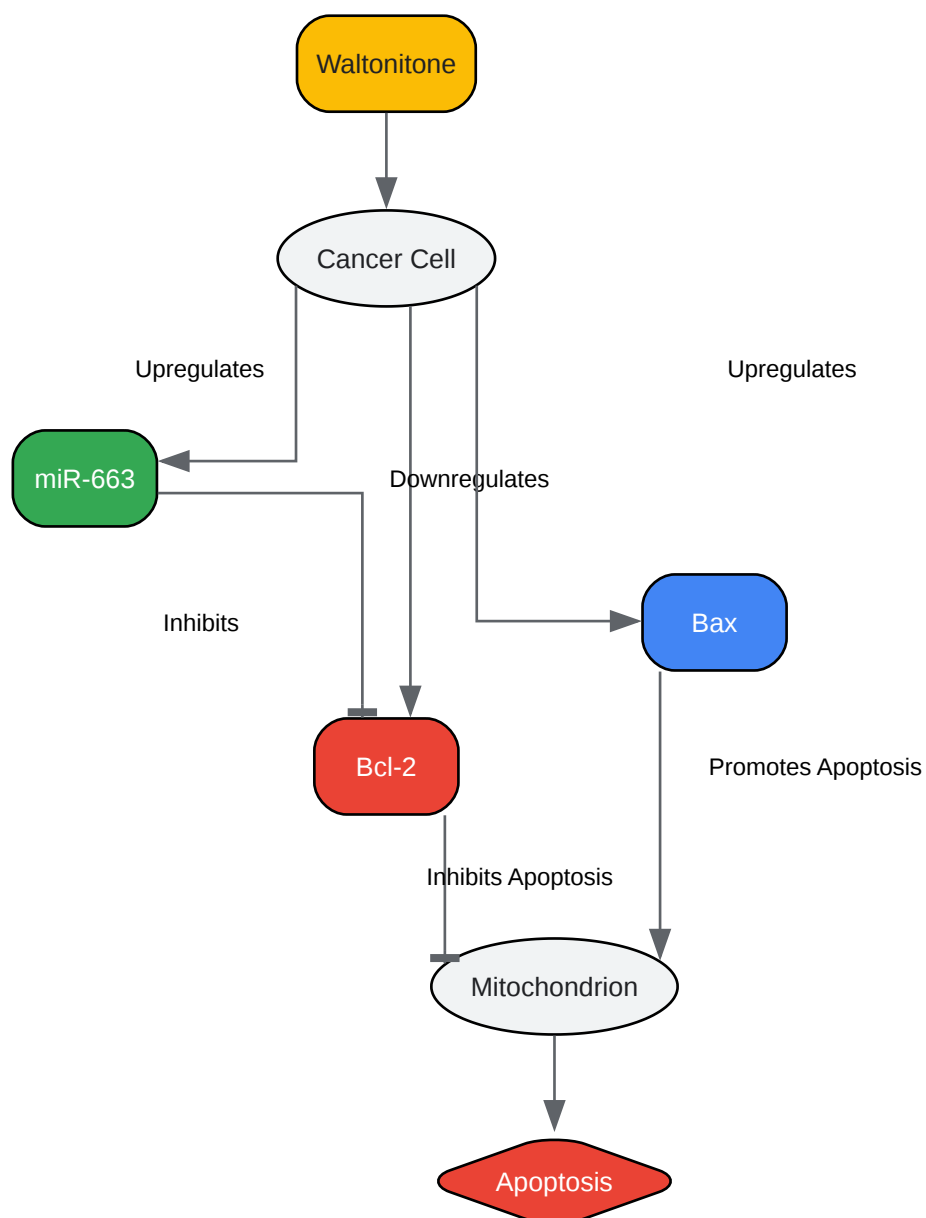 Waltonitone
Cancer Cell
Upregulates
Upregulates
miR-663
Downregulates
Inhibits
Bax
Bcl-2
Promotes Apoptosis
Inhibits Apoptosis
Mitochondrion
Apoptosis